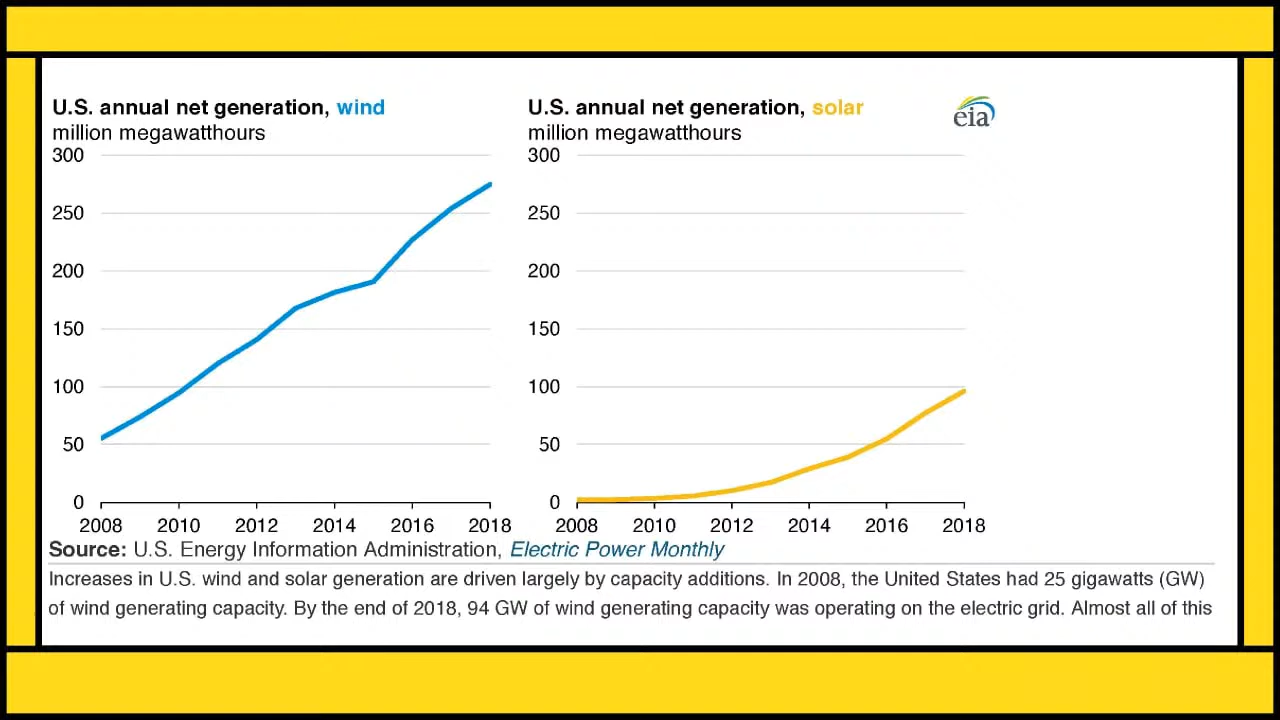 U.S. annual net generation, wind
million megawatthours
300
250
200
150
100
50
0
2008 2010 2012 2014 2016 2018
U.S. annual net generation, solar
million megawatthours
eia
300
250
200
150
100
50
0
2008 2010 2012 2014 2016 2018
Source: U.S. Energy Information Administration, Electric Power Monthly
Increases in U.S. wind and solar generation are driven largely by capacity additions. In 2008, the United States had 25 gigawatts (GW)
of wind generating capacity. By the end of 2018, 94 GW of wind generating capacity was operating on the electric grid. Almost all of this